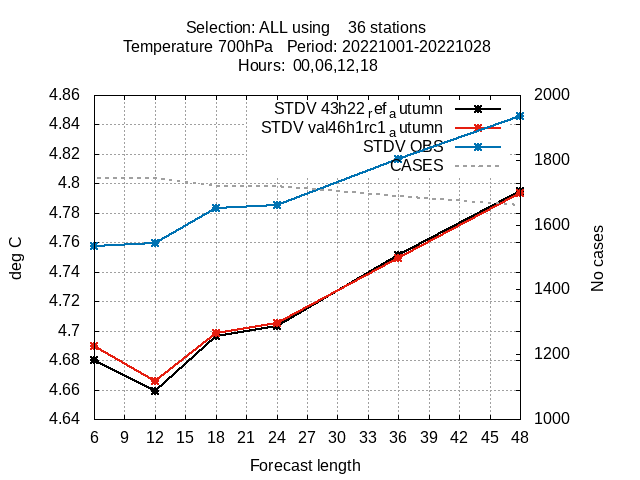 Selection: ALL using    36 stations
Temperature 700hPa   Period: 20221001-20221028
Hours:  00,06,12,18
STDV 43h22refautumn
STDV val46h1rc1autumn
STDV OBS
CASES
4.86
4.84
4.82
4.8
4.78
4.76
4.74
4.72
4.7
4.68
4.66
4.64
deg C
2000
1800
1600
1400
1200
1000
No cases
6 9 12 15 18 21 24 27 30 33 36 39 42 45 48
Forecast length